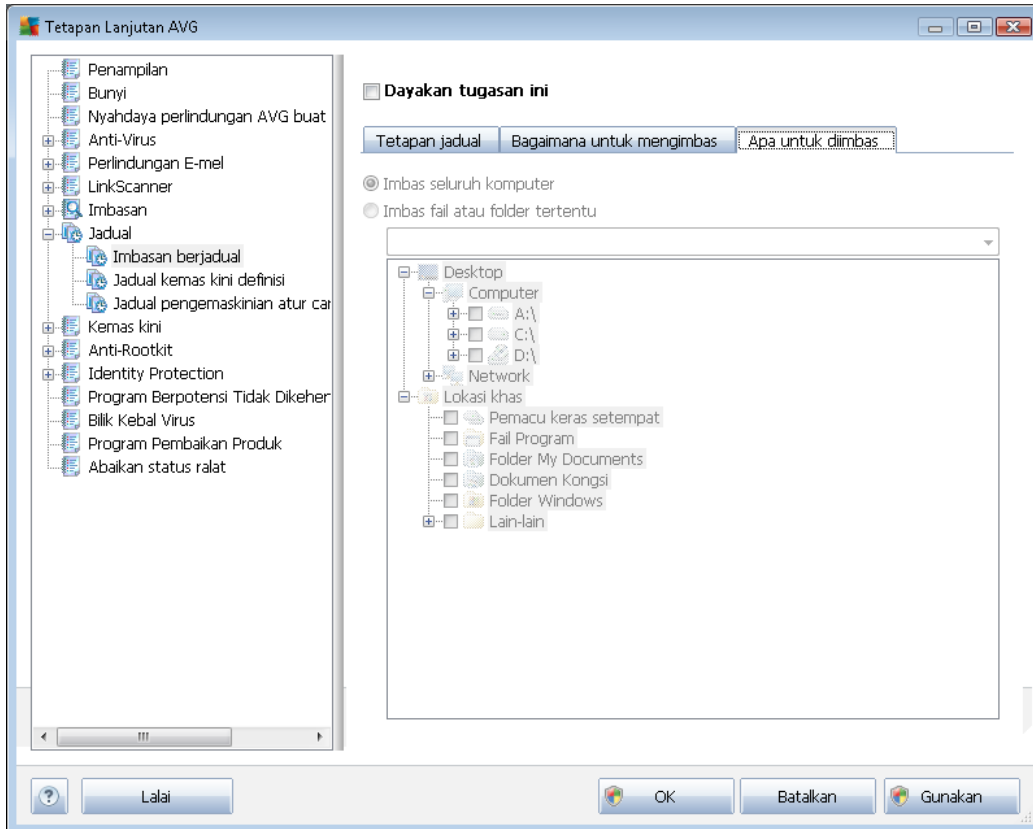 Tetapan Lanjutan AVG
Penampilan
Bunyi
Nyahdaya perlindungan AVG buat
Anti-Virus
Perlindungan E-mel
LinkScanner
Imbasan
Jadual
Imbasan berjadual
Jadual kemas kini definisi
Jadual pengemaskinian atur car
Kemas kini
Anti-Rootkit
Identity Protection
Program Berpotensi Tidak Dikeher
Bilik Kebal Virus
Program Pembaikan Produk
Abaikan status ralat
Dayakan tugasan ini
Tetapan jadual
Bagaimana untuk mengimbas
Apa untuk diimbas
Imbas seluruh komputer
Imbas fail atau folder tertentu
Desktop
Computer
A:\
C:\
D:\
Network
Lokasi khas
Pemacu keras setempat
Fail Program
Folder My Documents
Dokumen Kongsi
Folder Windows
Lain-lain
? Lalai OK Batalkan Gunakan